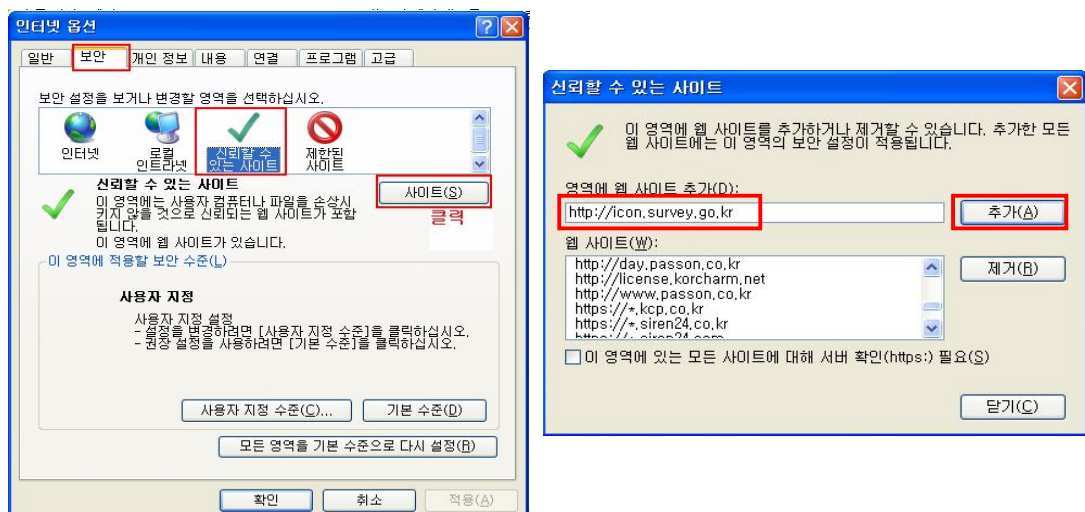 인터넷 옵션
일반 보안 개인 정보 내용 연결 프로그램 고급
보안 설정을 보거나 변경할 영역을 선택하십시오.
인터넷
로컬
인트라넷
신뢰할 수
있는 사이트
제한된
사이트
신뢰할 수 있는 사이트
사이트(S)
클릭
이 영역에는 사용자 컴퓨터나 파일을 손상시
키지 않을 것으로 신뢰되는 웹 사이트가 포함
됩니다.
이 영역에 웹 사이트가 있습니다.
이 영역에 적용할 보안 수준(L)
사용자 지정
사용자 지정 설정
- 설정을 변경하려면 [사용자 지정 수준]을 클릭하십시오.
- 권장 설정을 사용하려면 [기본 수준]을 클릭하십시오.
사용자 지정 수준(C)... 기본 수준(D)
모든 영역을 기본 수준으로 다시 설정(R)
확인 취소 적용(A)
신뢰할 수 있는 사이트
이 영역에 웹 사이트를 추가하거나 제거할 수 있습니다. 추가한 모든
웹 사이트에는 이 영역의 보안 설정이 적용됩니다.
영역에 웹 사이트 추가(D):
http://icon.survey.go.kr 추가(A)
웹 사이트(W):
http://day.passon.co.kr
http://license.korcharm.net
http://www.passon.co.kr
https://*.kcp.co.kr
https://*.siren24.co.kr
제거(R)
이 영역에 있는 모든 사이트에 대해 서버 확인(https:) 필요(S)
닫기(C)